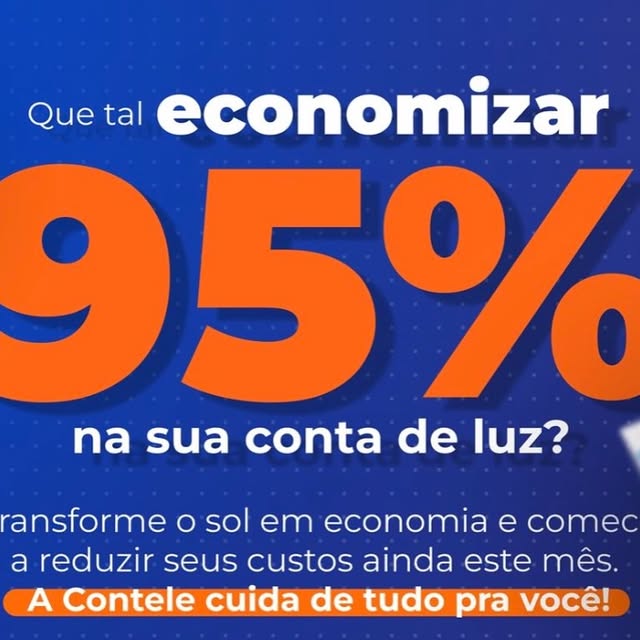 Que tal economizar
95%
na sua conta de luz?
ransforme o sol em economia e comec
a reduzir seus custos ainda este mês.
A Contele cuida de tudo pra você!